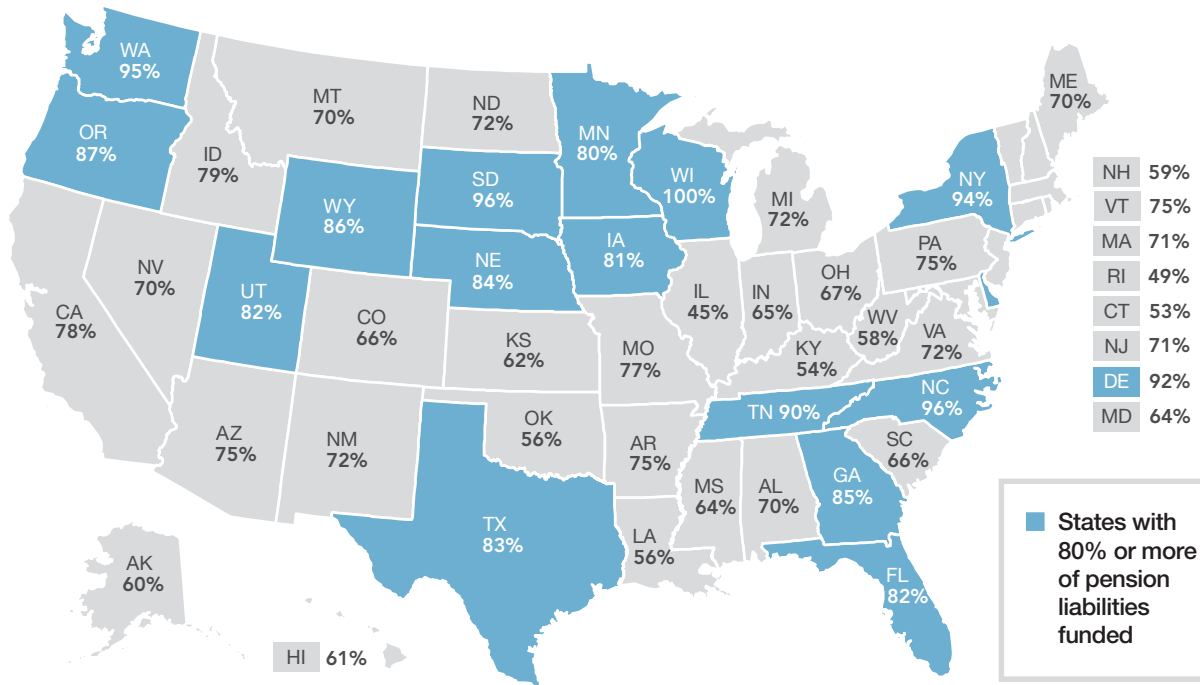 WA
95%
OR
87%
ID
79%
MT
70%
ND
72%
MN
80%
WI
100%
MI
72%
NY
94%
ME
70%
WY
86%
SD
96%
NE
84%
IA
81%
CA
78%
NV
70%
UT
82%
CO
66%
KS
62%
MO
77%
IL
45%
IN
65%
OH
67%
PA
75%
WV
58%
VA
72%
KY
54%
TN 90%
NC
96%
SC
66%
AZ
75%
NM
72%
OK
56%
AR
75%
MS
64%
AL
70%
GA
85%
TX
83%
LA
56%
FL
82%
AK
60%
HI 61%
NH 59%
VT 75%
MA 71%
RI 49%
CT 53%
NJ 71%
DE 92%
MD 64%
States with
80% or more
of pension
liabilities
funded